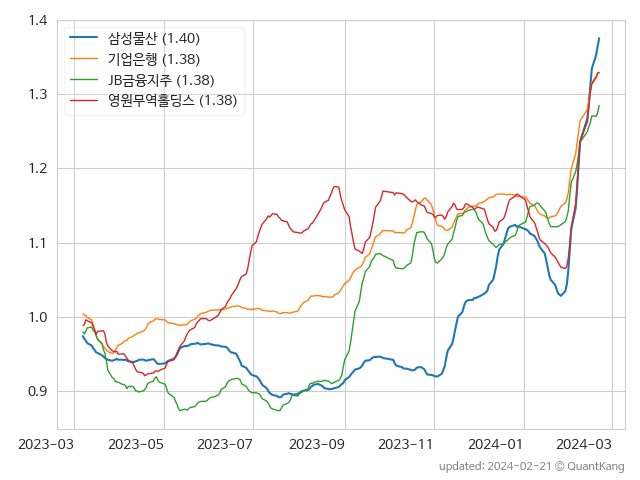 1.4
1.3
1.2
1.1
1.0
0.9
삼성물산 (1.40)
기업은행 (1.38)
JB금융지주 (1.38)
영원무역홀딩스 (1.38)
2023-03 2023-05 2023-07 2023-09 2023-11 2024-01 2024-03
updated: 2024-02-21 @ QuantKang